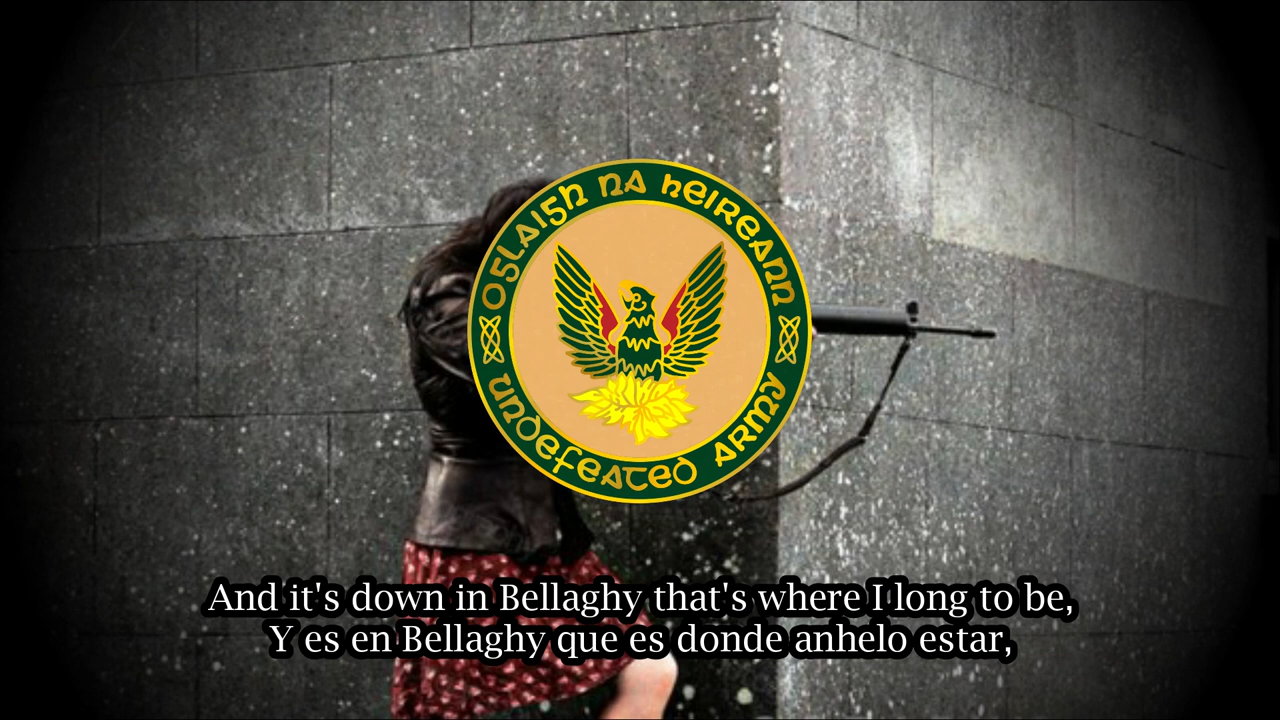 ÓGLAIGH NA hEIREANN
UNDEFEATED ARMY
And it's down in Bellaghy that's where I long to be,
Y es en Bellaghy que es donde anhelo estar,